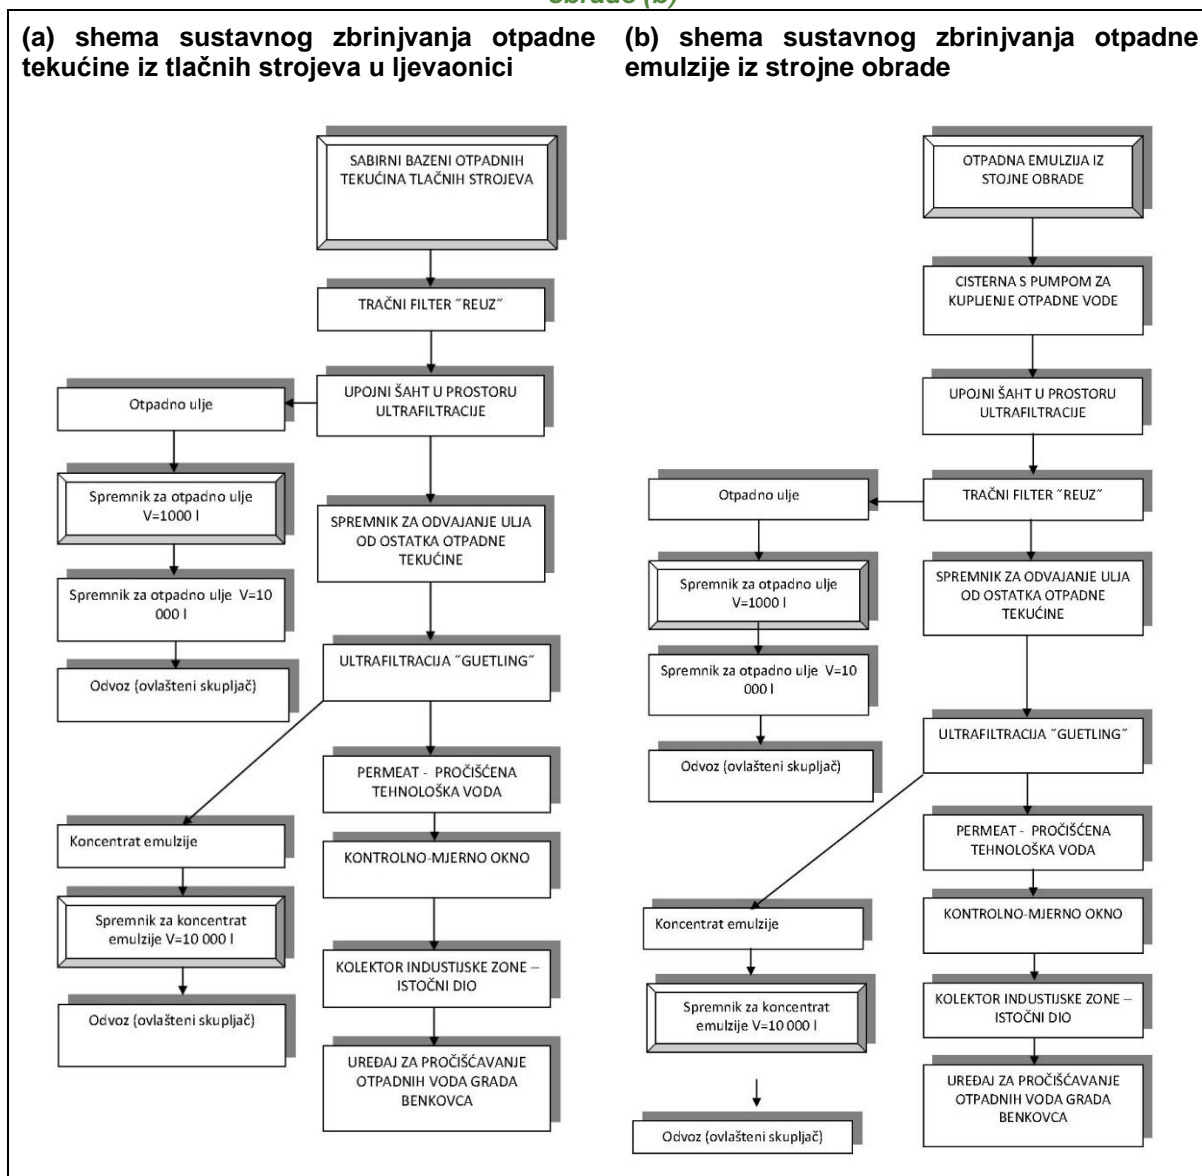 obrade (b)
(a) shema sustavnog zbrinjvanja otpadne
tekućine iz tlačnih strojeva u ljevaonici
SABIRNI BAZENI OTPADNIH
TEKUĆINA TLAČNIH STROJEVA
TRAČNI FILTER ˝REUZ˝
UPOJNI ŠAHT U PROSTORU
ULTRAFILTRACIJE
Otpadno ulje
Spremnik za otpadno ulje
V=1000 l
SPREMNIK ZA ODVAJANJE ULJA
OD OSTATKA OTPADNE
TEKUĆINE
Spremnik za otpadno ulje V=10
000 l
Odvoz (ovlašteni skupljač)
ULTRAFILTRACIJA ˝GUETLING˝
PERMEAT - PROČIŠĆENA
TEHNOLOŠKA VODA
Koncentrat emulzije
KONTROLNO-MJERNO OKNO
Spremnik za koncentrat
emulzije V=10 000 l
KOLEKTOR INDUSTIJSKE ZONE –
ISTOČNI DIO
Odvoz (ovlašteni skupljač)
UREĐAJ ZA PROČIŠĆAVANJE
OTPADNIH VODA GRADA
BENKOVCA
(b) shema sustavnog zbrinjvanja otpadne
emulzije iz strojne obrade
OTPADNA EMULZIJA IZ
STOJNE OBRADE
CISTERNA S PUMPOM ZA
KUPLJENJE OTPADNE VODE
UPOJNI ŠAHT U PROSTORU
ULTRAFILTRACIJE
TRAČNI FILTER ˝REUZ˝
Otpadno ulje
Spremnik za otpadno ulje
V=1000 l
SPREMNIK ZA ODVAJANJE ULJA
OD OSTATKA OTPADNE
TEKUĆINE
Spremnik za otpadno ulje V=10
000 l
Odvoz (ovlašteni skupljač)
ULTRAFILTRACIJA ˝GUETLING˝
PERMEAT - PROČIŠĆENA
TEHNOLOŠKA VODA
Koncentrat emulzije
KONTROLNO-MJERNO OKNO
Spremnik za koncentrat
emulzije V=10 000 l
KOLEKTOR INDUSTIJSKE ZONE –
ISTOČNI DIO
UREĐAJ ZA PROČIŠĆAVANJE
OTPADNIH VODA GRADA
BENKOVCA
Odvoz (ovlašteni skupljač)